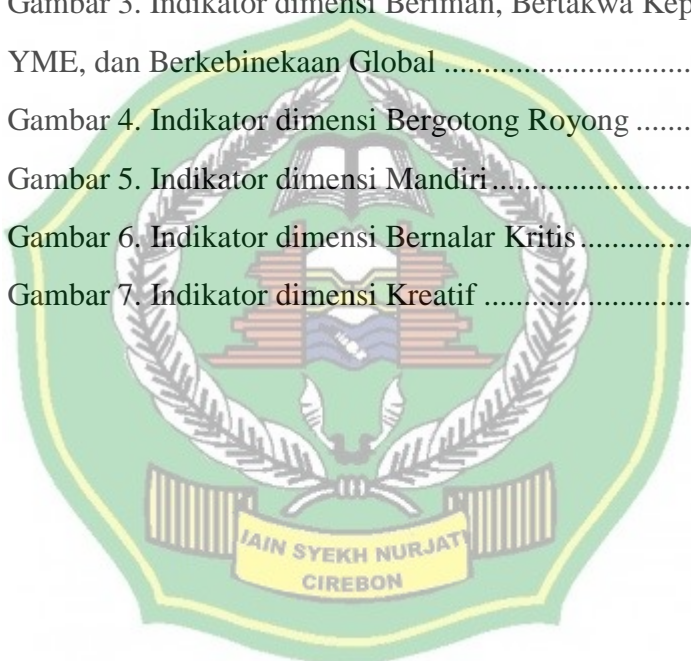 Gambar 3. Indikator dimensi Beriman, Bertakwa Kep
YME, dan Berkebinekaan Global ..............................
Gambar 4. Indikator dimensi Bergotong Royong .......
Gambar 5. Indikator dimensi Mandiri.........................
Gambar 6. Indikator dimensi Bernalar Kritis..............
Gambar 7. Indikator dimensi Kreatif ..........................
IAIN SYEKH NURJATI
CIREBON